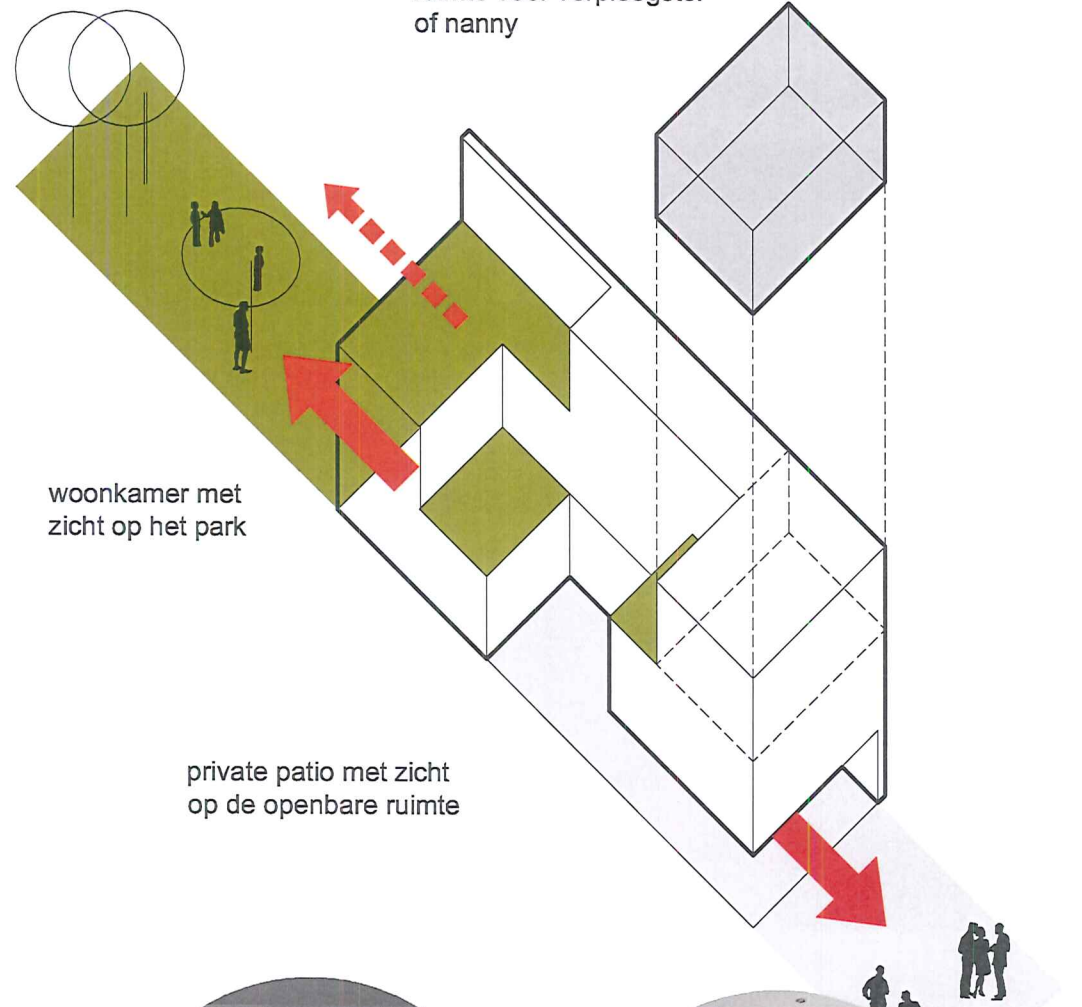 of nanny
woonkamer met
zicht op het park
private patio met zicht
op de openbare ruimte